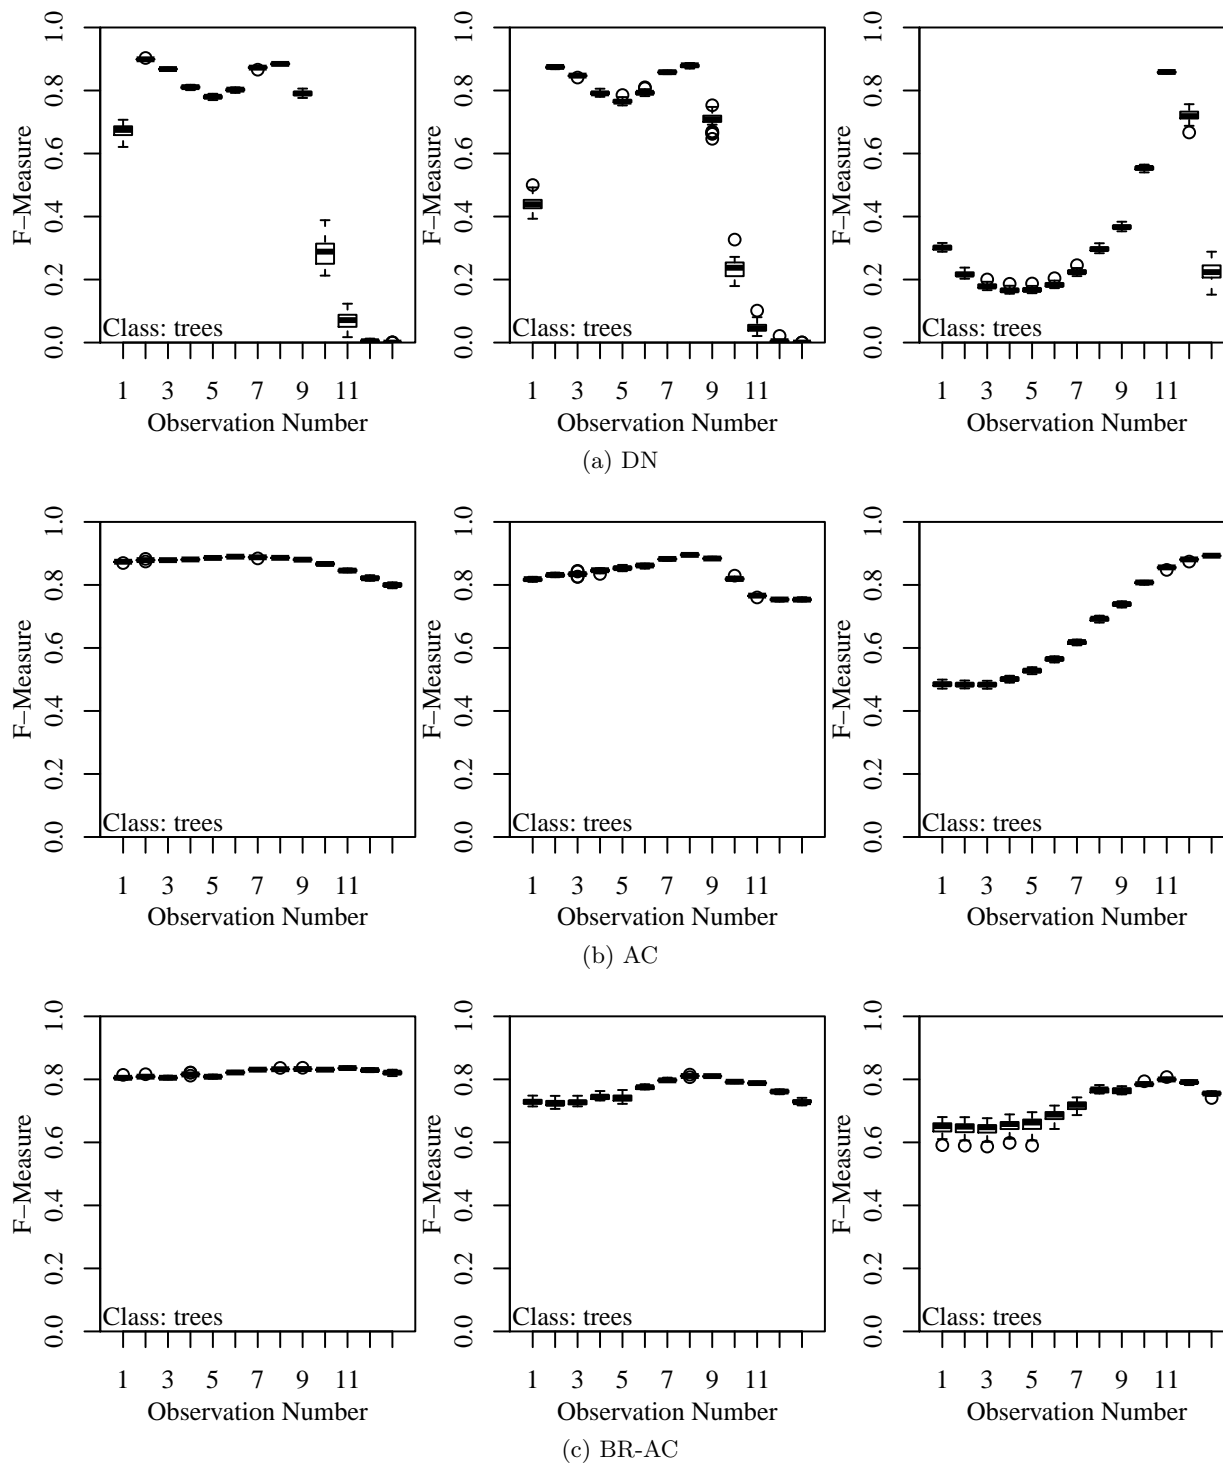 0.0 0.2 0.4 0.6 0.8 1.0
F−Measure
Class: trees
1 3 5 7 9 11
Observation Number
0.0 0.2 0.4 0.6 0.8 1.0
F−Measure
Class: trees
1 3 5 7 9 11
Observation Number
0.0 0.2 0.4 0.6 0.8 1.0
F−Measure
Class: trees
1 3 5 7 9 11
Observation Number
(a) DN
0.0 0.2 0.4 0.6 0.8 1.0
F−Measure
Class: trees
1 3 5 7 9 11
Observation Number
0.0 0.2 0.4 0.6 0.8 1.0
F−Measure
Class: trees
1 3 5 7 9 11
Observation Number
0.0 0.2 0.4 0.6 0.8 1.0
F−Measure
Class: trees
1 3 5 7 9 11
Observation Number
(b) AC
0.0 0.2 0.4 0.6 0.8 1.0
F−Measure
Class: trees
1 3 5 7 9 11
Observation Number
0.0 0.2 0.4 0.6 0.8 1.0
F−Measure
Class: trees
1 3 5 7 9 11
Observation Number
0.0 0.2 0.4 0.6 0.8 1.0
F−Measure
Class: trees
1 3 5 7 9 11
Observation Number
(c) BR-AC